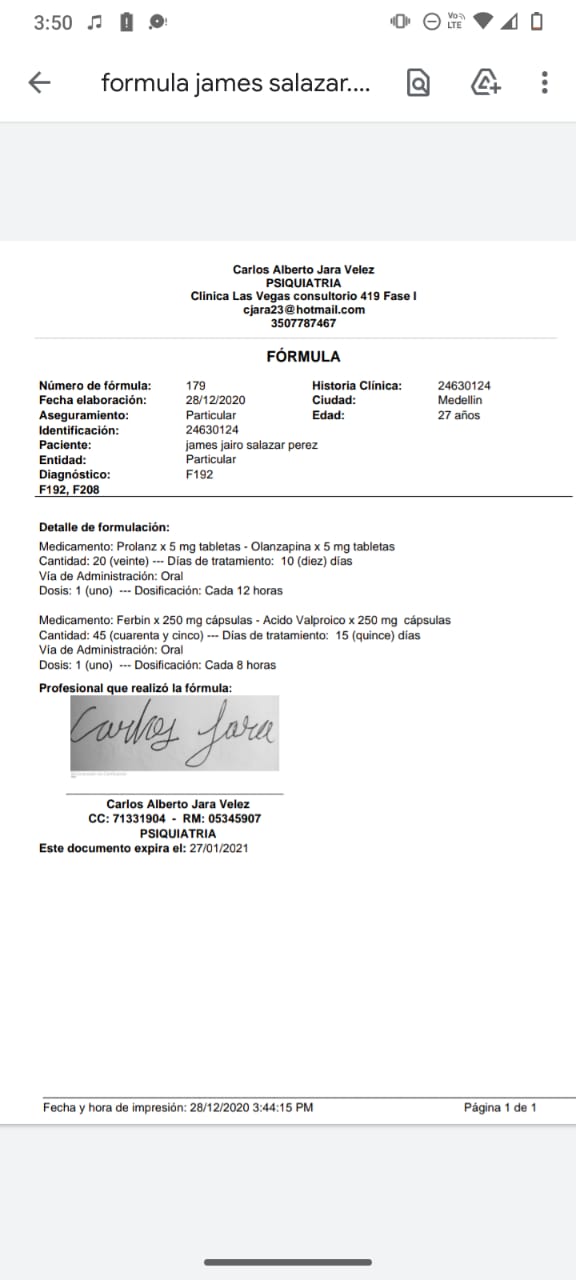 3:50
Vo LTE
formula james salazar....
Carlos Alberto Jara Velez
PSIQUIATRIA
Clinica Las Vegas consultorio 419 Fase I
cjara23@hotmail.com
3507787467
FÓRMULA
Número de fórmula: 179 Historia Clínica: 24630124
Fecha elaboración: 28/12/2020 Ciudad: Medellin
Aseguramiento: Particular Edad: 27 años
Identificación: 24630124
Paciente: james jairo salazar perez
Entidad: Particular
Diagnóstico: F192
F192, F208
Detalle de formulación:
Medicamento: Prolanz x 5 mg tabletas - Olanzapina x 5 mg tabletas
Cantidad: 20 (veinte) --- Días de tratamiento: 10 (diez) días
Vía de Administración: Oral
Dosis: 1 (uno) --- Dosificación: Cada 12 horas
Medicamento: Ferbin x 250 mg cápsulas - Acido Valproico x 250 mg cápsulas
Cantidad: 45 (cuarenta y cinco) --- Días de tratamiento: 15 (quince) días
Vía de Administración: Oral
Dosis: 1 (uno) --- Dosificación: Cada 8 horas
Profesional que realizó la fórmula:
Carlos Jara
Carlos Alberto Jara Velez
CC: 71331904 - RM: 05345907
PSIQUIATRIA
Este documento expira el: 27/01/2021
Fecha y hora de impresión: 28/12/2020 3:44:15 PM Página 1 de 1